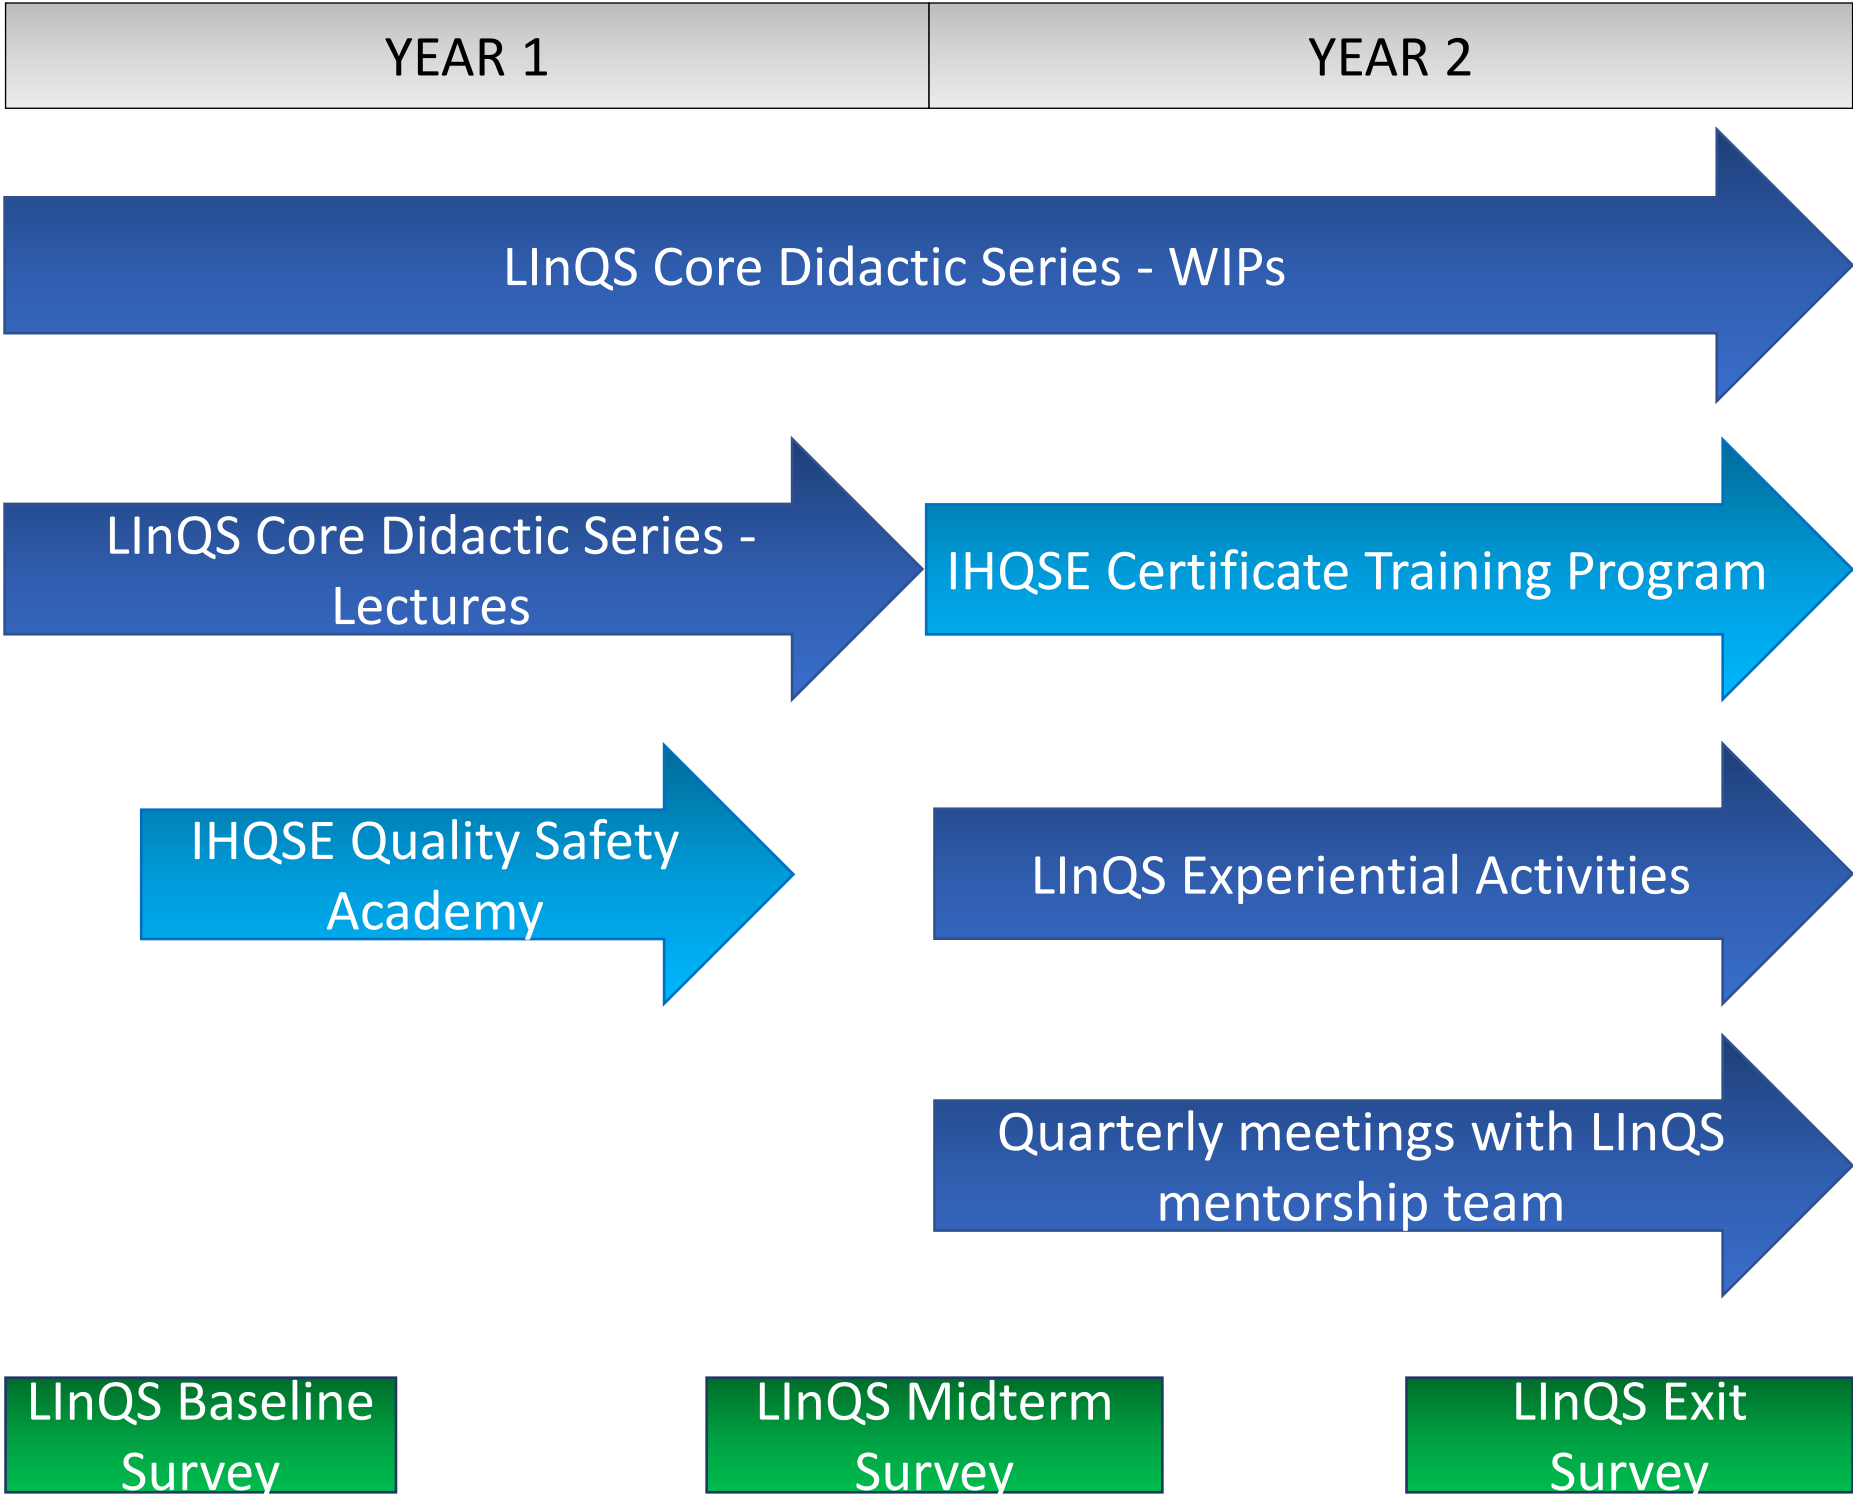 YEAR 1
YEAR 2
LInQS Core Didactic Series - WIPs
LInQS Core Didactic Series -
Lectures
IHQSE Certificate Training Program
IHQSE Quality Safety
Academy
LInQS Experiential Activities
Quarterly meetings with LInQS
mentorship team
LInQS Baseline
Survey
LInQS Midterm
Survey
LInQS Exit
Survey